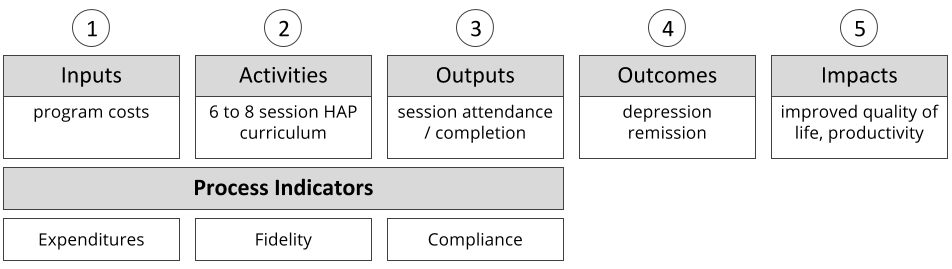 1 2 3 4 5
Inputs Activities Outputs Outcomes Impacts
program costs 6 to 8 session HAP session attendance depression improved quality of
curriculum / completion remission life, productivity
Process Indicators
Expenditures Fidelity Compliance